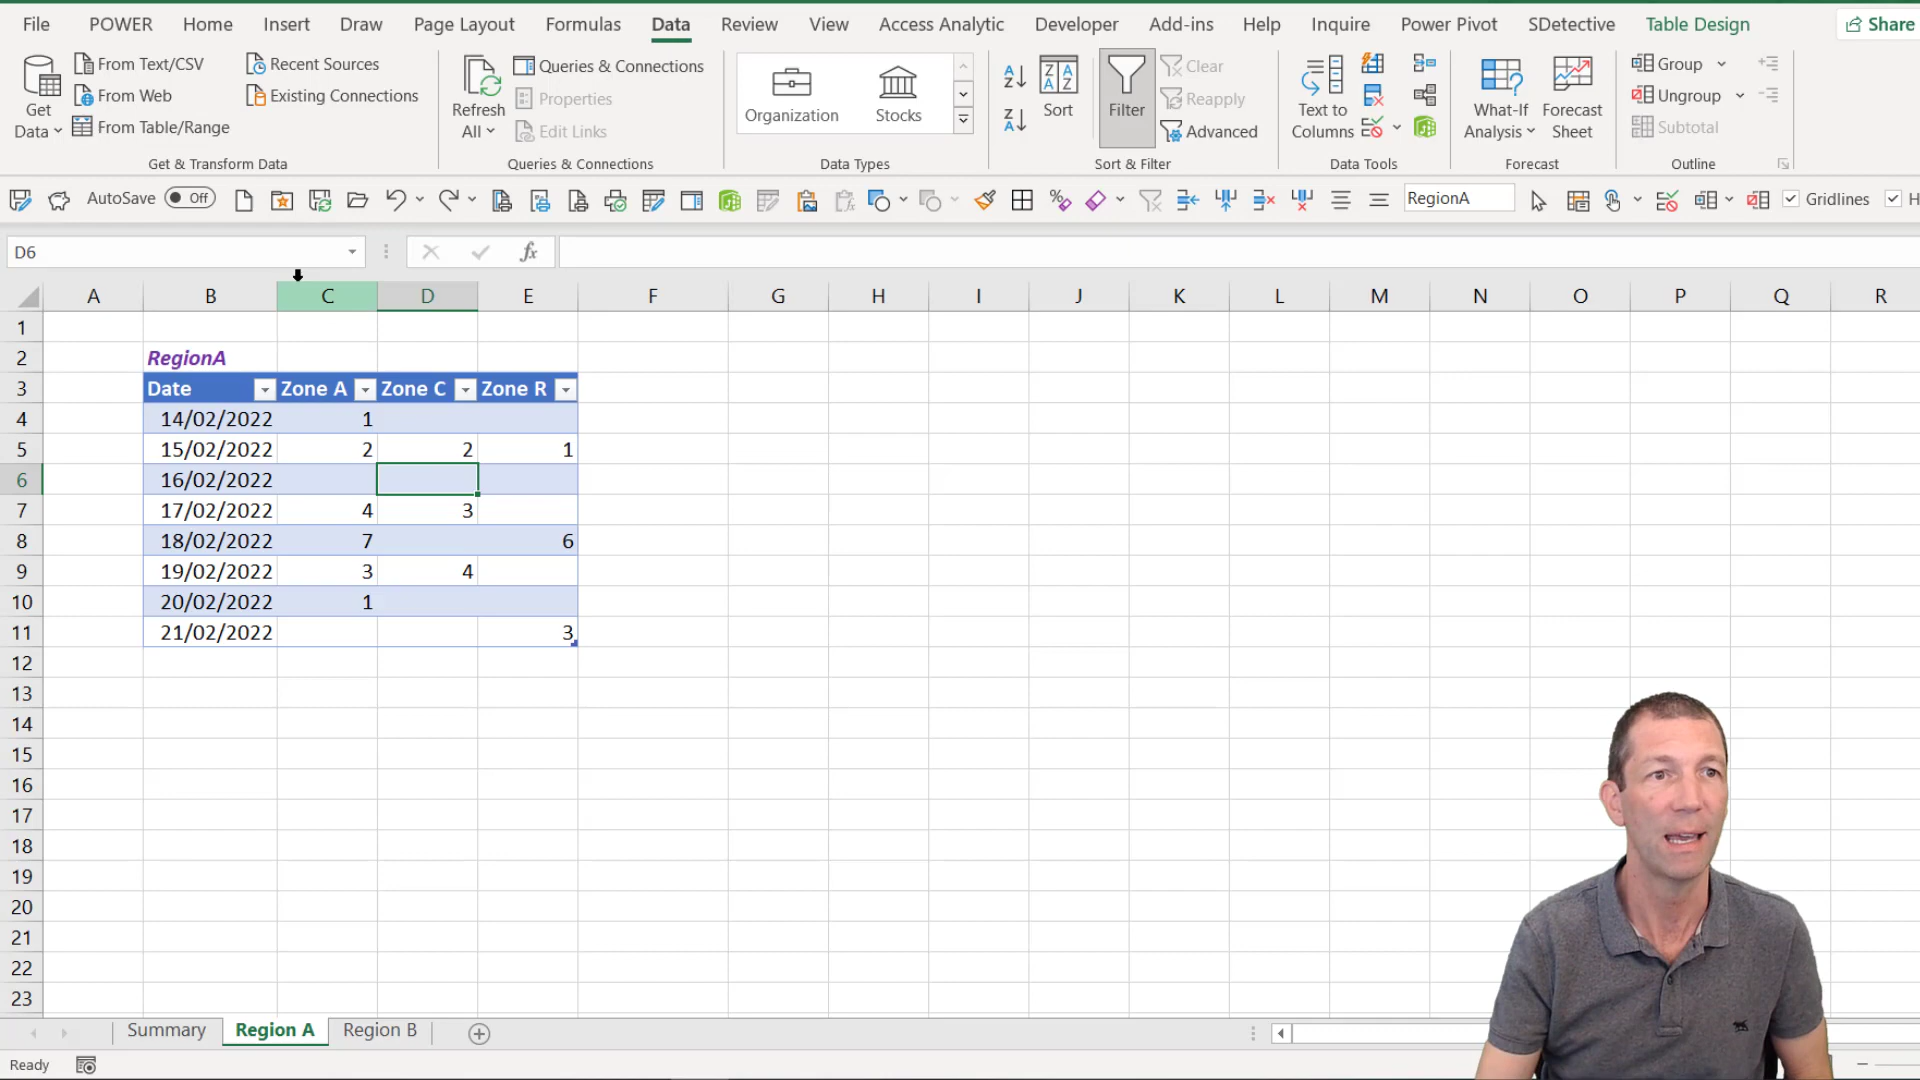 File POWER Home Insert Draw Page Layout Formulas Data Review View Access Analytic Developer Add-ins Help Inquire Power Pivot SDetective Table Design Share
Get Data
From Text/CSV
From Web
From Table/Range
Recent Sources
Existing Connections
Get & Transform Data
Refresh All
Queries & Connections
Properties
Edit Links
Queries & Connections
Organization
Stocks
Data Types
Sort
Filter
Clear
Reapply
Advanced
Sort & Filter
Text to Columns
Data Tools
What-If Analysis
Forecast Sheet
Forecast
Group
Ungroup
Subtotal
Outline
AutoSave Off RegionA Gridlines H
D6 fx
A B C D E F G H I J K L M N O P Q R
1
2 RegionA
3 Date Zone A Zone C Zone R
4 14/02/2022 1
5 15/02/2022 2 2 1
6 16/02/2022
7 17/02/2022 4 3
8 18/02/2022 7 6
9 19/02/2022 3 4
10 20/02/2022 1
11 21/02/2022 3
12
13
14
15
16
17
18
19
20
21
22
23
Summary Region A Region B
Ready